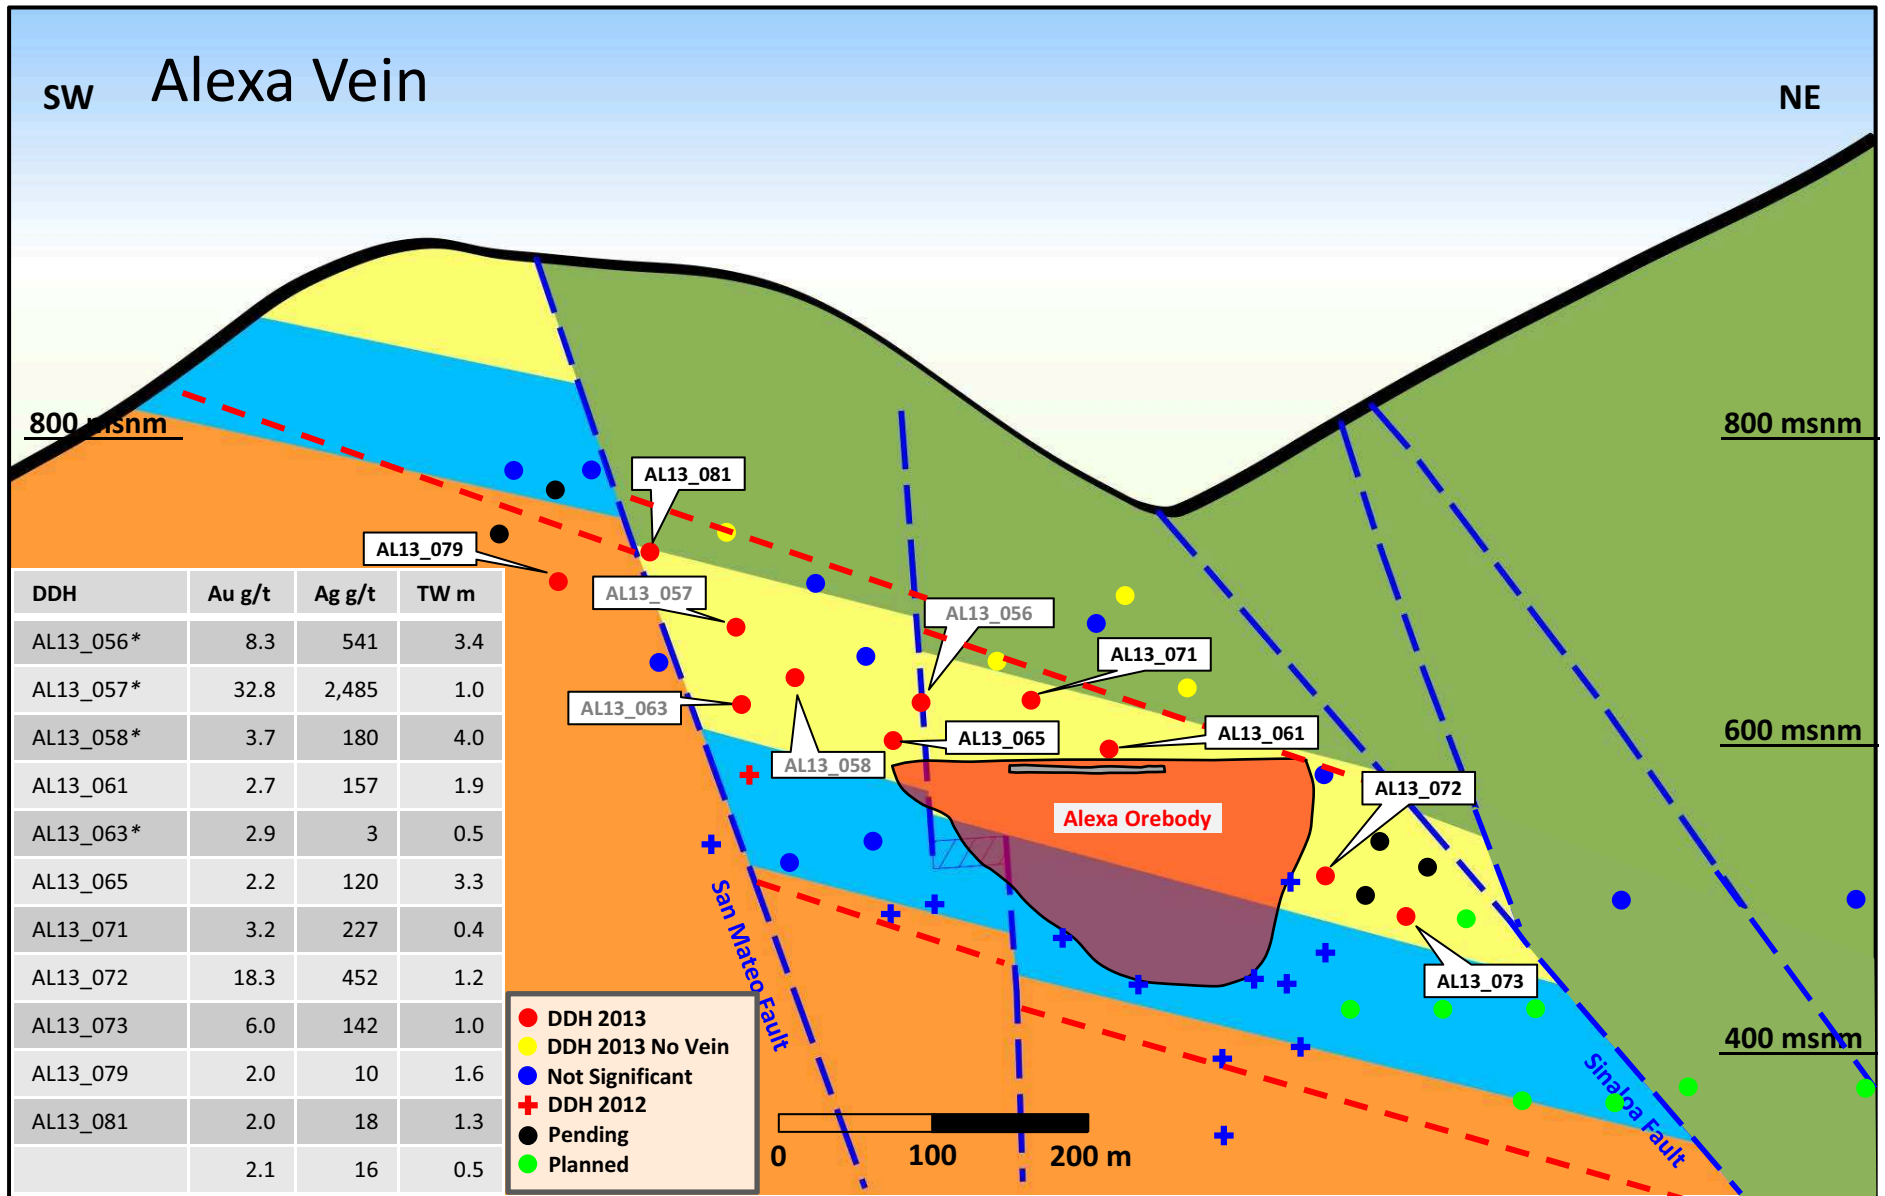 Alexa Vein
SW
NE
800 msnm
800 msnm
AL13_081
AL13_079
AL13_057
AL13_056
AL13_071
AL13_063
AL13_065
AL13_061
600 msnm
AL13_058
AL13_072
Alexa Orebody
AL13_073
San Mateo Fault
400 msnm
Sinaloa Fault
DDH Au g/t Ag g/t TW m
AL13_056* 8.3 541 3.4
AL13_057* 32.8 2,485 1.0
AL13_058* 3.7 180 4.0
AL13_061 2.7 157 1.9
AL13_063* 2.9 3 0.5
AL13_065 2.2 120 3.3
AL13_071 3.2 227 0.4
AL13_072 18.3 452 1.2
AL13_073 6.0 142 1.0
AL13_079 2.0 10 1.6
AL13_081 2.0 18 1.3
2.1 16 0.5
DDH 2013
DDH 2013 No Vein
Not Significant
DDH 2012
Pending
Planned
0 100 200 m